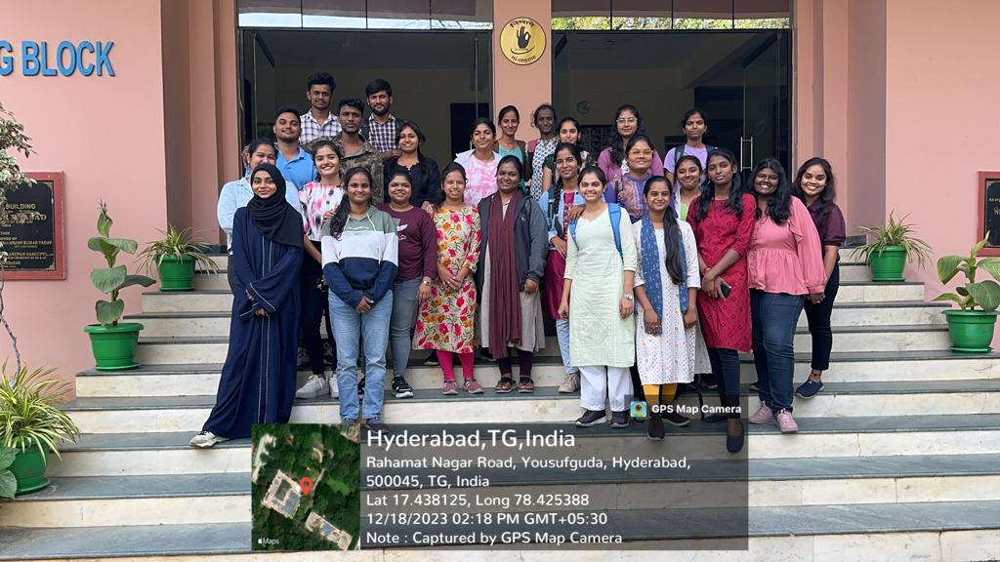 G BLOCK
ni-msme
BUILDING
GPS Map Camera
Hyderabad,TG,India
Rahamat Nagar Road, Yousufguda, Hyderabad,
500045, TG, India
Lat 17.438125, Long 78.425388
12/18/2023 02:18 PM GMT+05:30
Note : Captured by GPS Map Camera
Maps